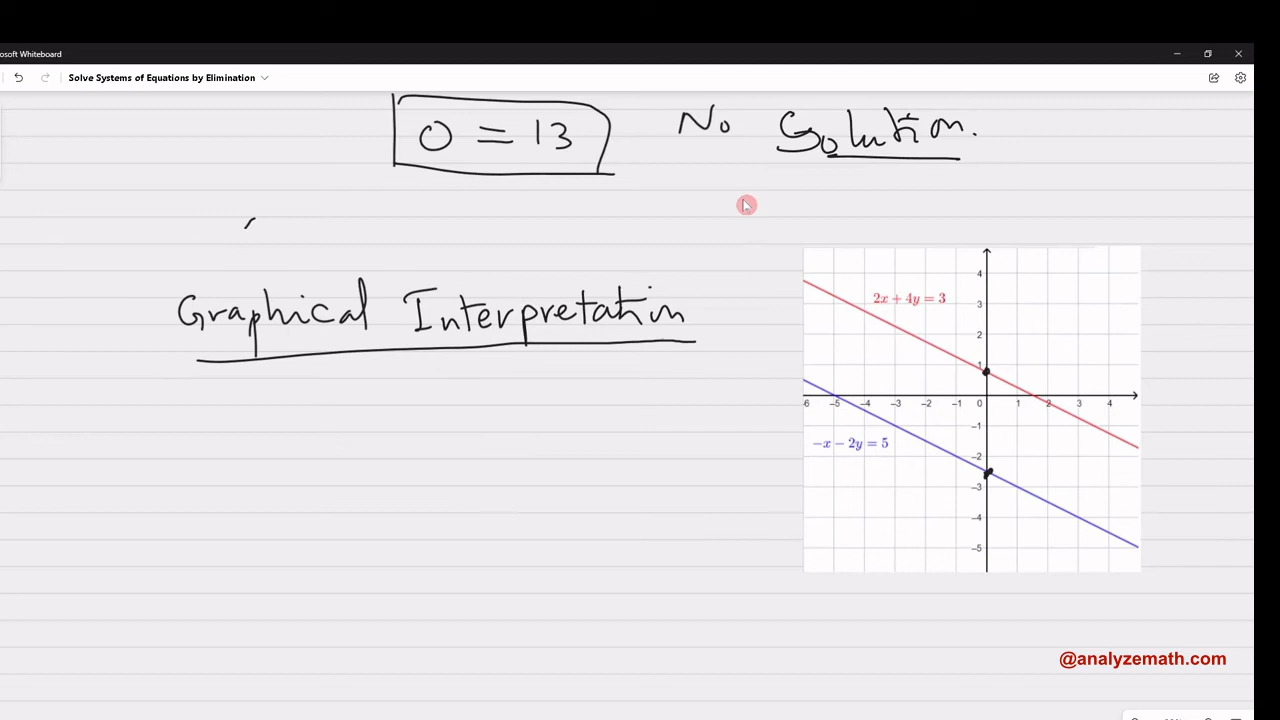 osoft Whiteboard
Solve Systems of Equations by Elimination
0 = 13 No Solution.
Graphical Interpretation
2x + 4y = 3
-x - 2y = 5
4
3
2
1
6 -5 -4 -3 -2 -1 0 1 2 3 4
-1
-2
-3
-4
-5
@analyzemath.com